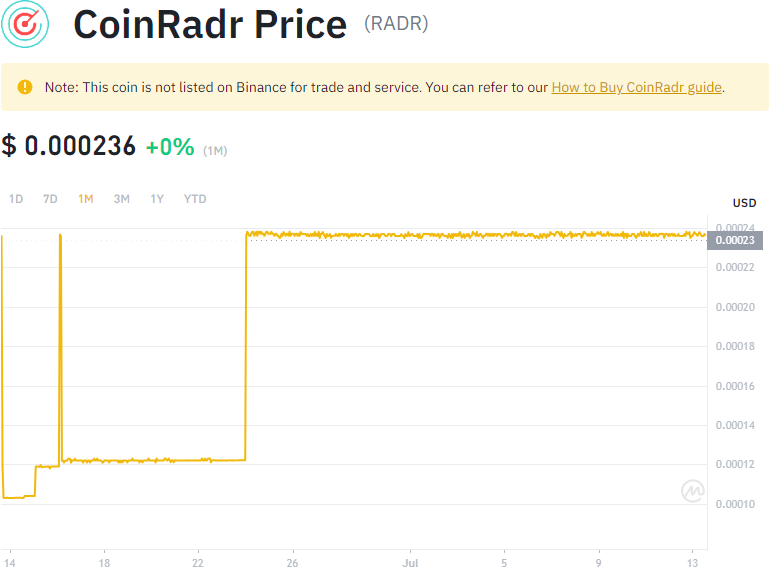 CoinRadr Price (RADR)
Note: This coin is not listed on Binance for trade and service. You can refer to our How to Buy CoinRadr guide.
$ 0.000236 +0% (1M)
1D 7D 1M 3M 1Y YTD
USD
0.00024
0.00023
0.00022
0.00020
0.00018
0.00016
0.00014
0.00012
0.00010
14 18 22 26 Jul 5 9 13